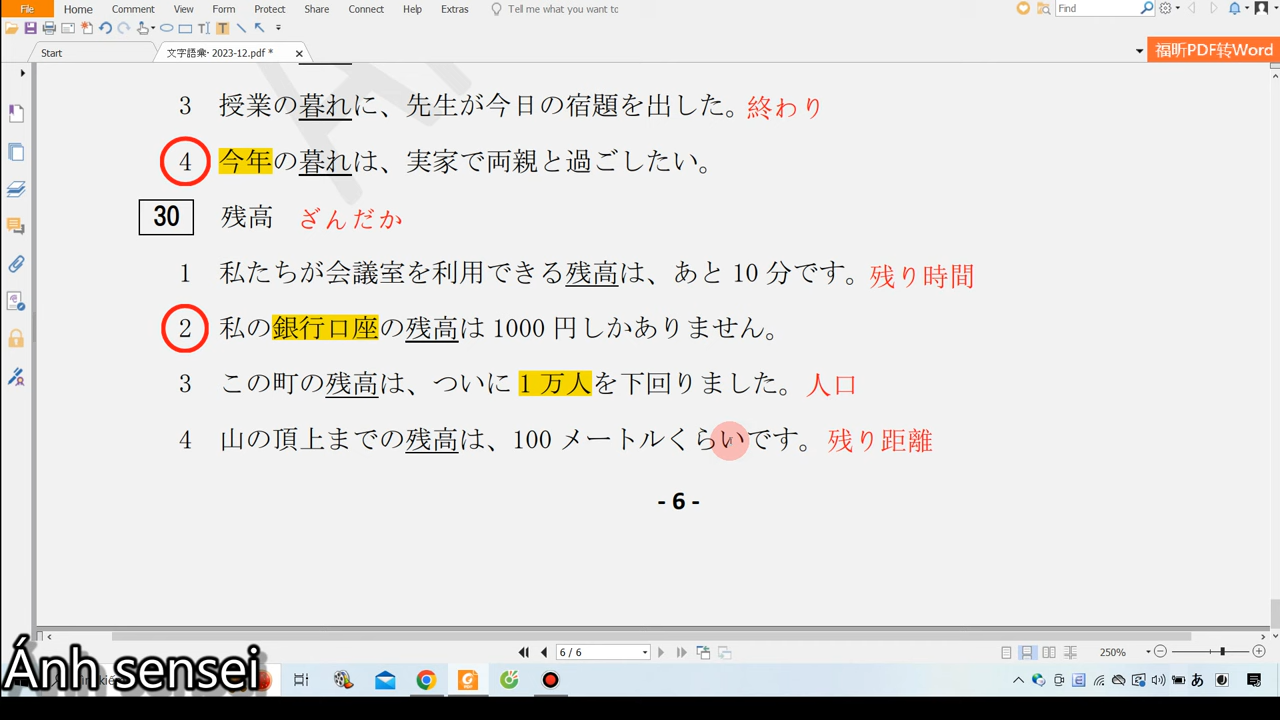 File Home Comment View Form Protect Share Connect Help Extras Tell me what you want to Find
Start 文字語彙· 2023-12.pdf * 福昕PDF转Word
3 授業の暮れに、先生が今日の宿題を出した。終わり
4 今年の暮れは、実家で両親と過ごしたい。
30 残高 ざんだか
1 私たちが会議室を利用できる残高は、あと 10 分です。残り時間
2 私の銀行口座の残高は 1000 円しかありません。
3 この町の残高は、ついに 1 万人を下回りました。人口
4 山の頂上までの残高は、100 メートルくらいです。残り距離
- 6 -
6 / 6 250%
Ánh sensei